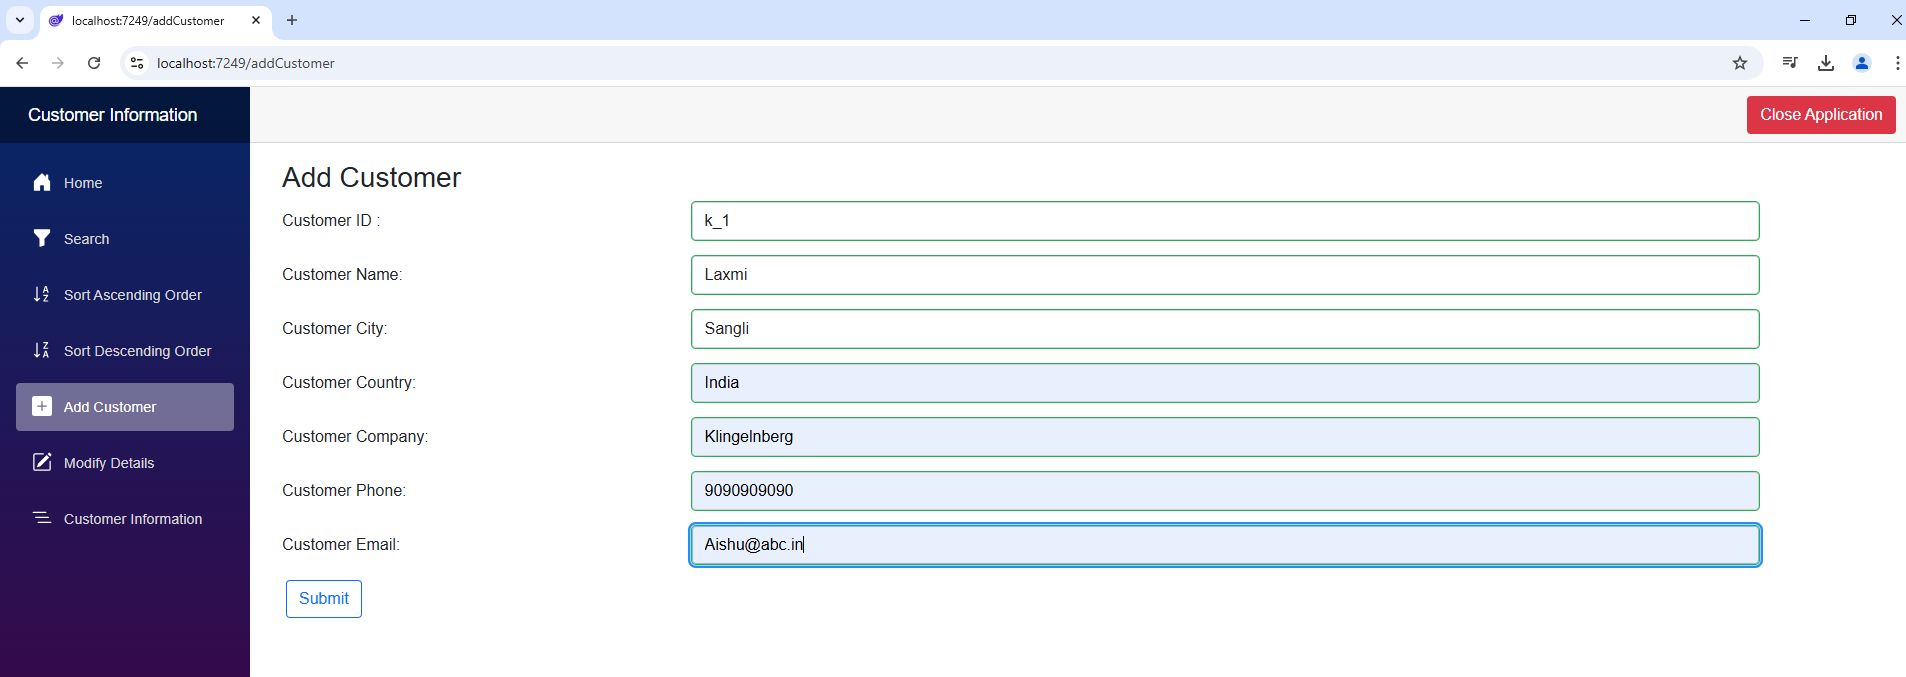 localhost:7249/addCustomer
localhost:7249/addCustomer
Customer Information
Close Application
Home
Search
Sort Ascending Order
Sort Descending Order
Add Customer
Modify Details
Customer Information
Add Customer
Customer ID : k_1
Customer Name: Laxmi
Customer City: Sangli
Customer Country: India
Customer Company: Klingelnberg
Customer Phone: 9090909090
Customer Email: Aishu@abc.in
Submit